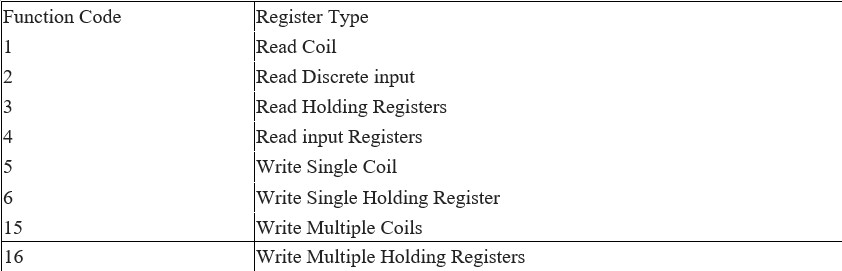 Function Code Register Type
1 Read Coil
2 Read Discrete input
3 Read Holding Registers
4 Read input Registers
5 Write Single Coil
6 Write Single Holding Register
15 Write Multiple Coils
16 Write Multiple Holding Registers